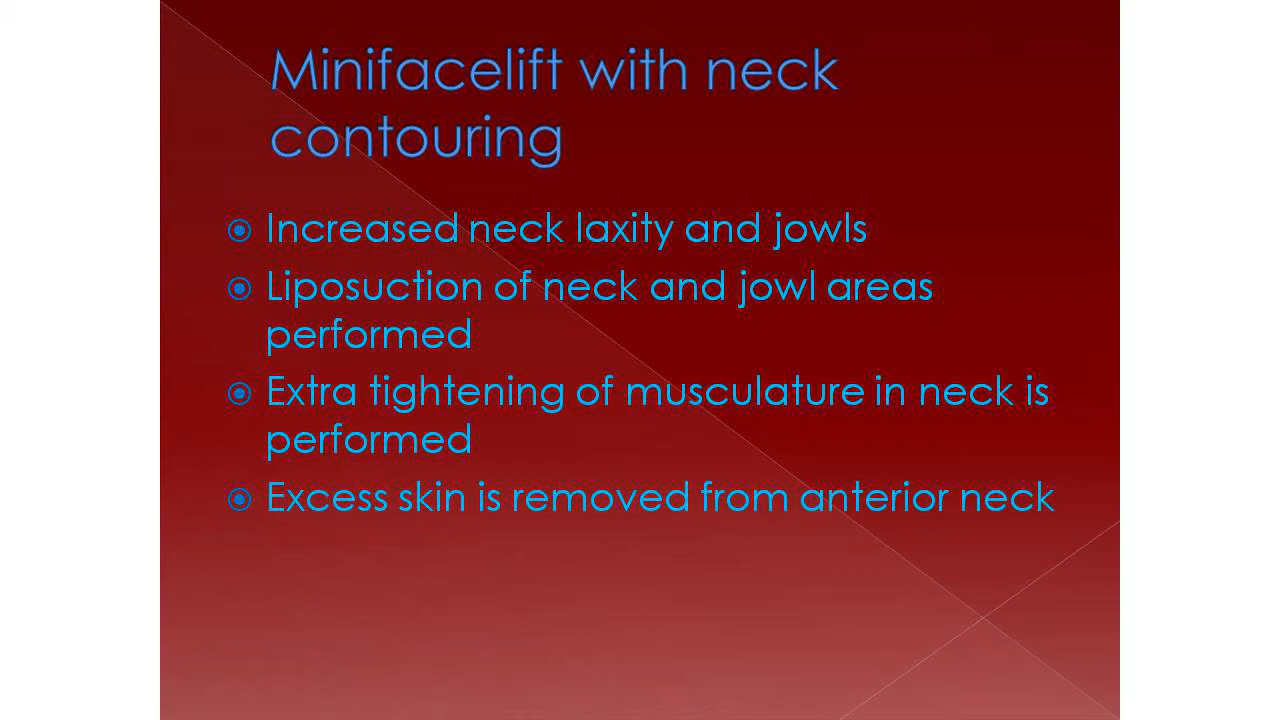 Minifacelift with neck
contouring
Increased neck laxity and jowls
Liposuction of neck and jowl areas
performed
Extra tightening of musculature in neck is
performed
Excess skin is removed from anterior neck